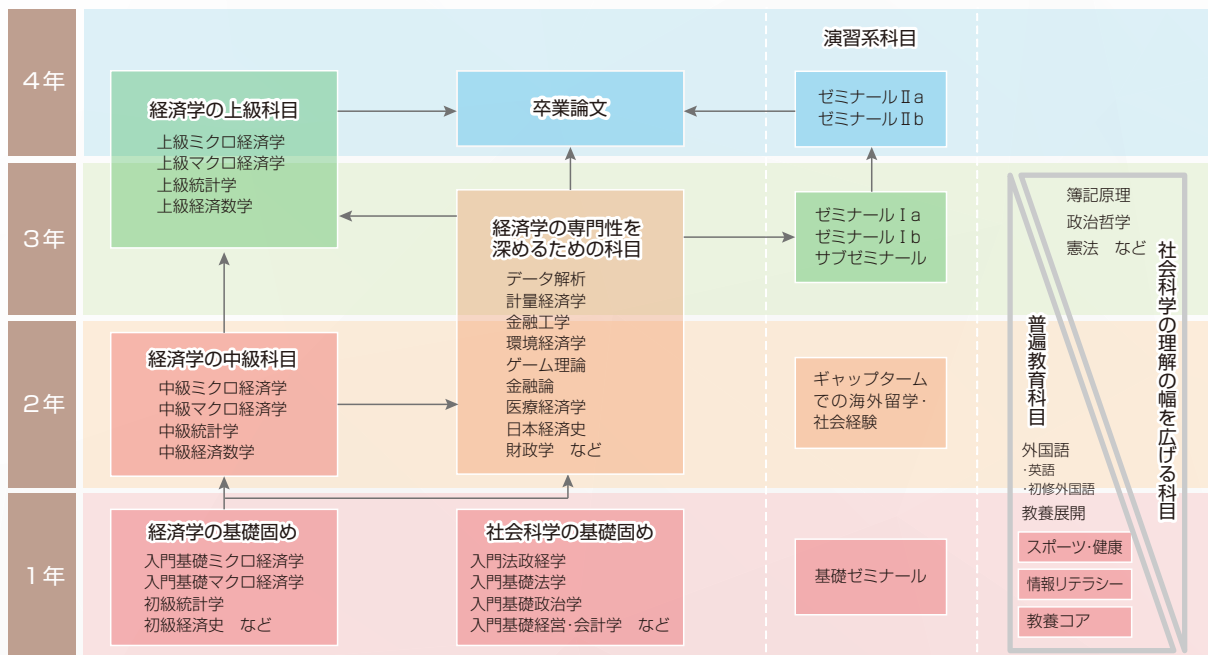 演習系科目
4年
経済学の上級科目
上級ミクロ経済学
上級マクロ経済学
上級統計学
上級経済数学
卒業論文
ゼミナールⅡa
ゼミナールⅡb
3年
経済学の専門性を
深めるための科目
データ解析
計量経済学
金融工学
環境経済学
ゲーム理論
金融論
医療経済学
日本経済史
財政学　など
ゼミナールⅠa
ゼミナールⅠb
サブゼミナール
簿記原理
政治哲学
憲法　など
社会科学の理解の幅を広げる科目
2年
経済学の中級科目
中級ミクロ経済学
中級マクロ経済学
中級統計学
中級経済数学
ギャップターム
での海外留学・
社会経験
普遍教育科目
外国語
・英語
・初修外国語
教養展開
スポーツ・健康
情報リテラシー
教養コア
1年
経済学の基礎固め
入門基礎ミクロ経済学
入門基礎マクロ経済学
初級統計学
初級経済史　など
社会科学の基礎固め
入門法政経学
入門基礎法学
入門基礎政治学
入門基礎経営・会計学　など
基礎ゼミナール